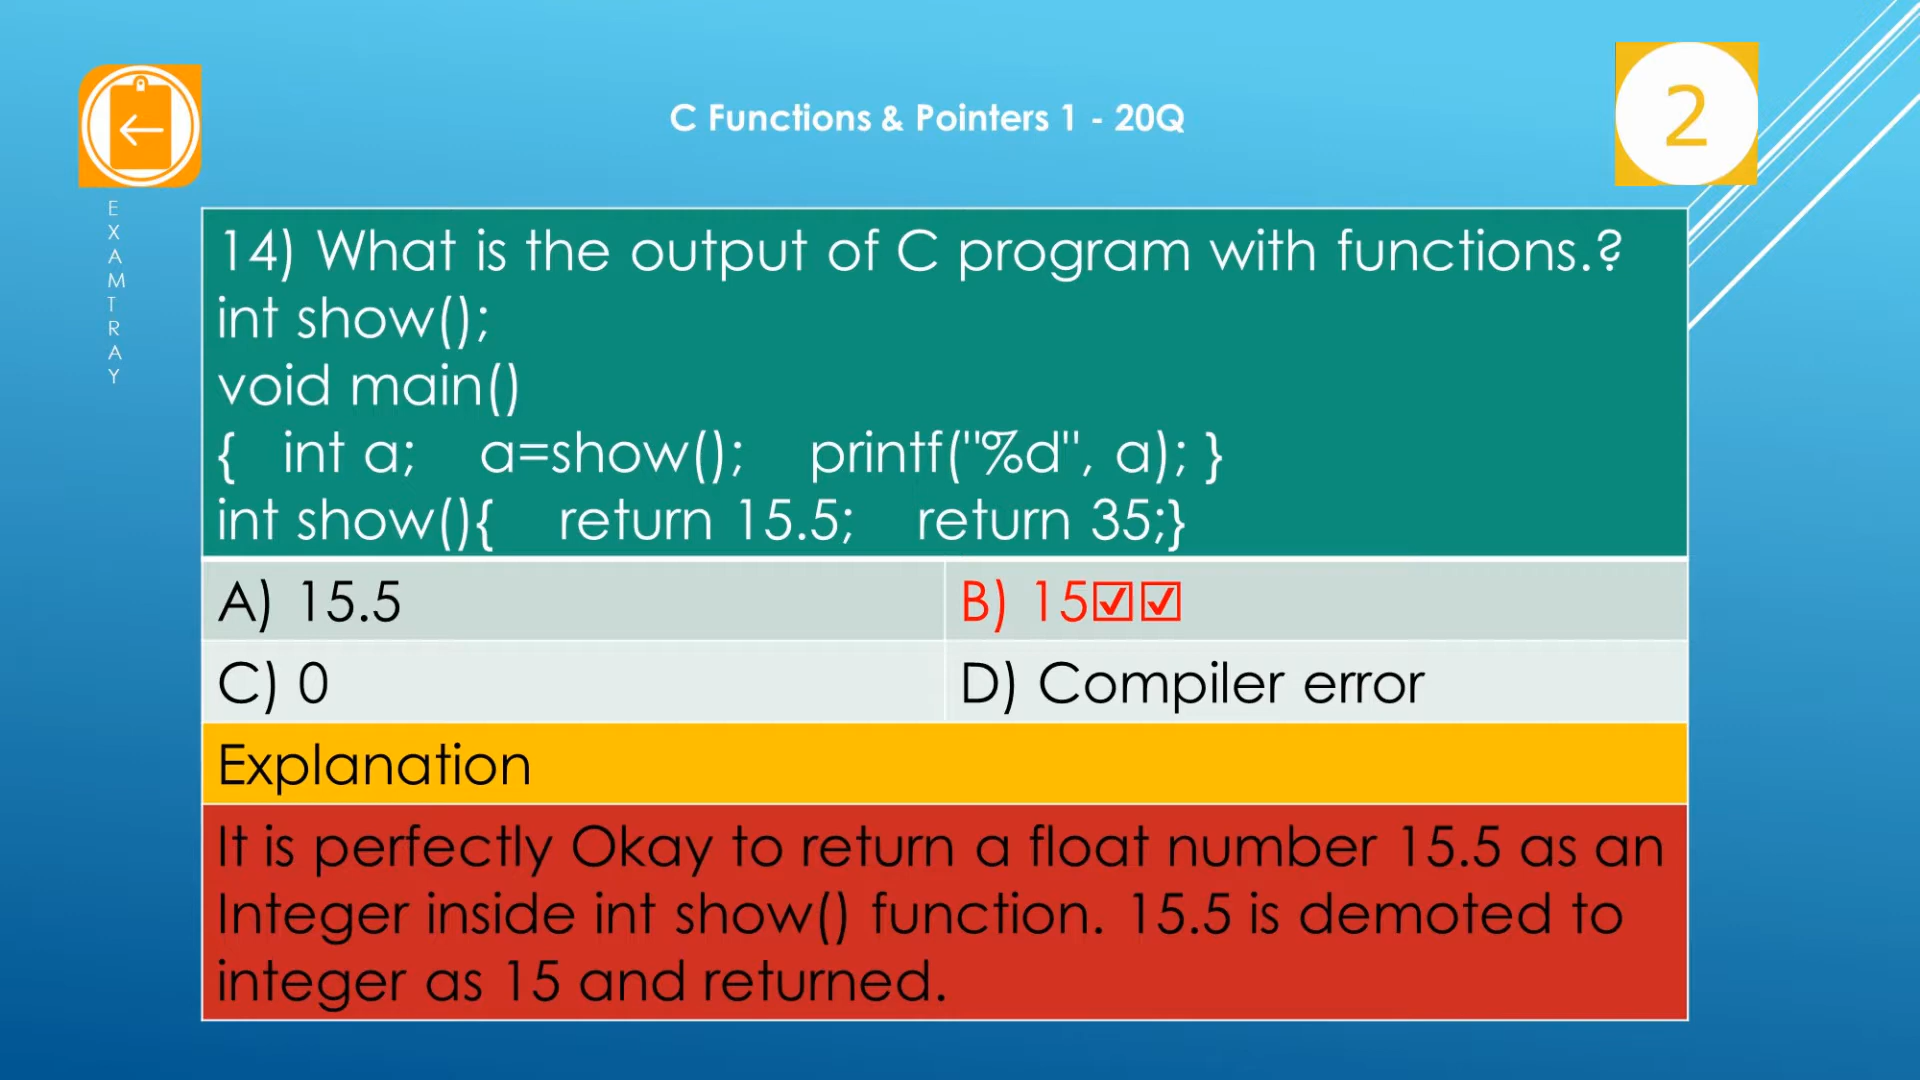 C Functions & Pointers 1 - 20Q
2
E
X
A
M
T
R
A
Y
14) What is the output of C program with functions.?
int show();
void main()
{ int a; a=show(); printf("%d", a); }
int show(){ return 15.5; return 35;}
A) 15.5
B) 15☑☑
C) 0
D) Compiler error
Explanation
It is perfectly Okay to return a float number 15.5 as an
Integer inside int show() function. 15.5 is demoted to
integer as 15 and returned.